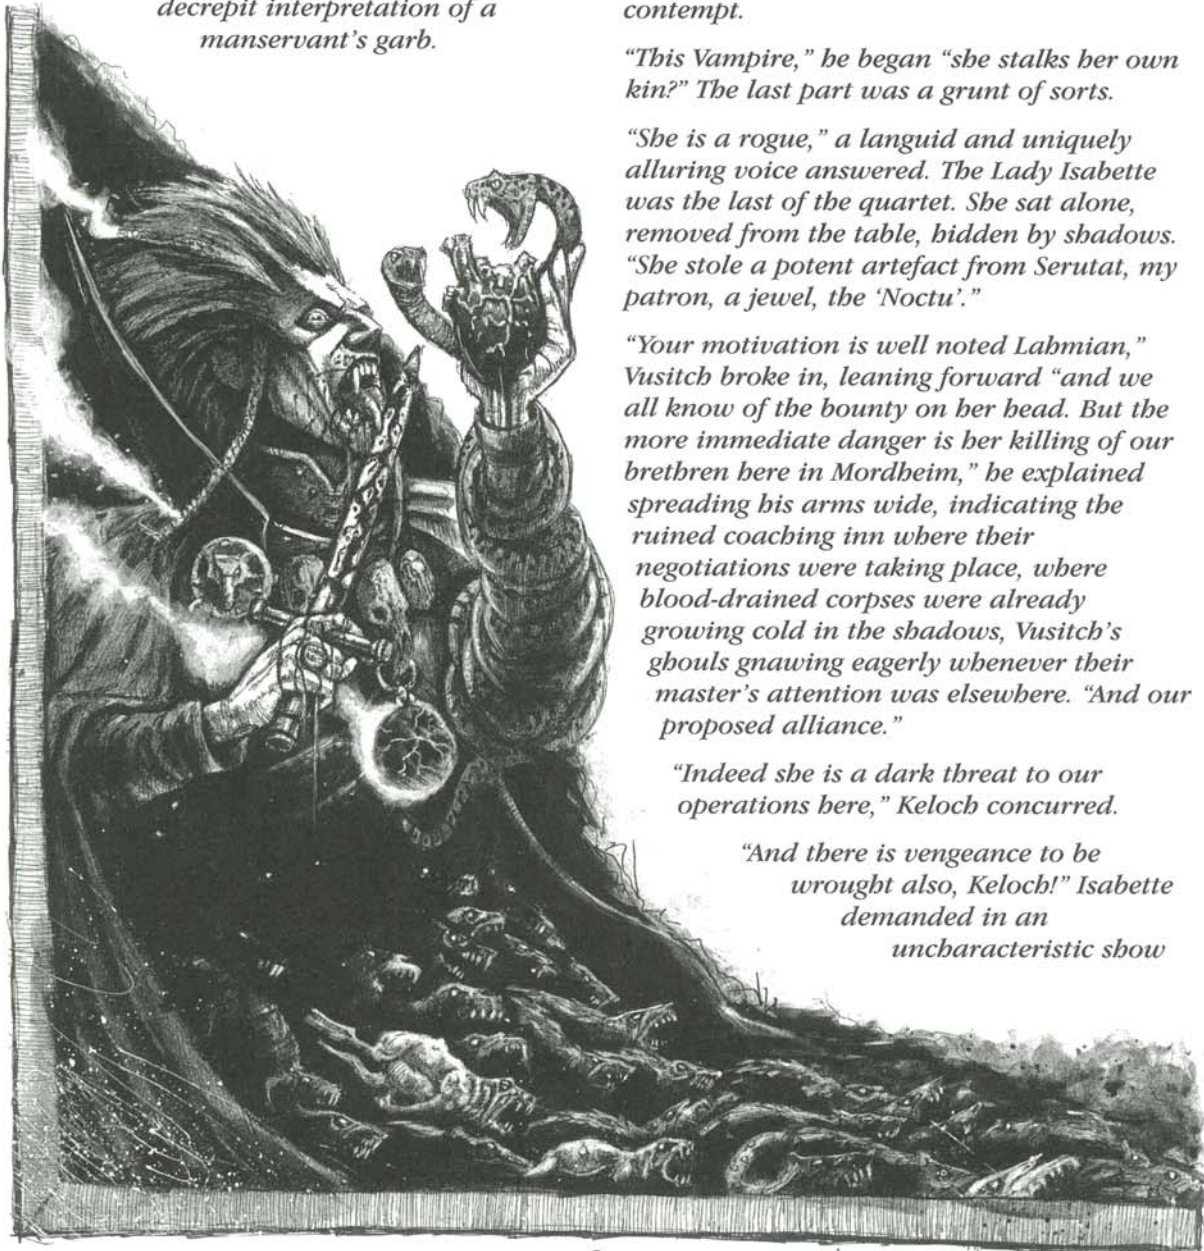 decrepit interpretation of a
manservant's garb.
contempt.
“This Vampire,” he began “she stalks her own
kin?” The last part was a grunt of sorts.
“She is a rogue,” a languid and uniquely
alluring voice answered. The Lady Isabette
was the last of the quartet. She sat alone,
removed from the table, hidden by shadows.
“She stole a potent artefact from Serutat, my
patron, a jewel, the ‘Noctu’.”
“Your motivation is well noted Lahmian,”
Vusitch broke in, leaning forward “and we
all know of the bounty on her head. But the
more immediate danger is her killing of our
brethren here in Mordheim,” he explained
spreading his arms wide, indicating the
ruined coaching inn where their
negotiations were taking place, where
blood-drained corpses were already
growing cold in the shadows, Vusitch's
ghouls gnawing eagerly whenever their
master's attention was elsewhere. “And our
proposed alliance.”
“Indeed she is a dark threat to our
operations here,” Keloch concurred.
“And there is vengeance to be
wrought also, Keloch!” Isabette
demanded in an
uncharacteristic show